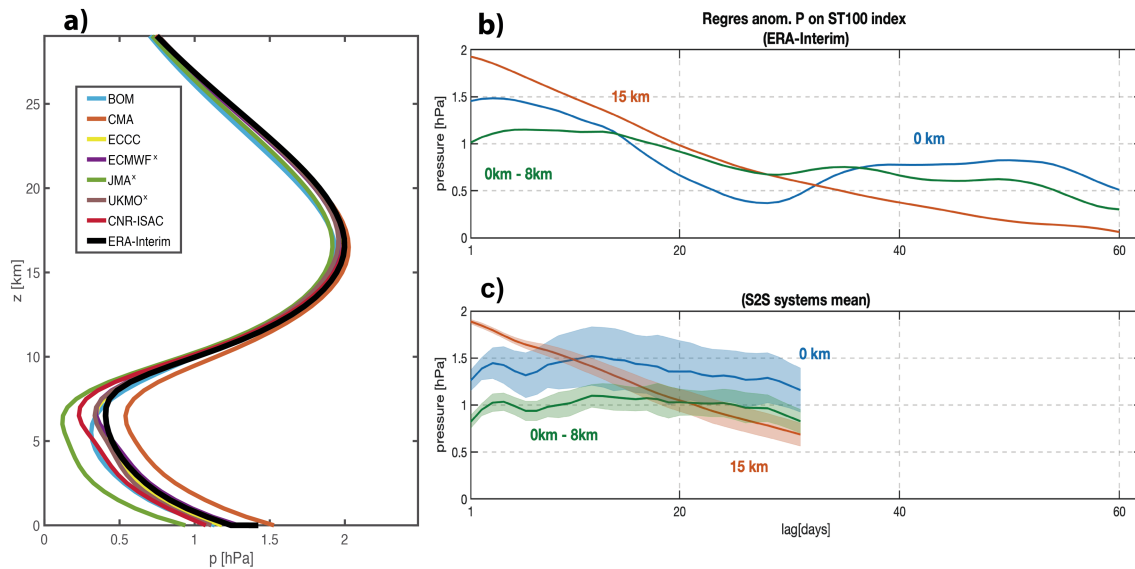 a)
25
20
15
10
5
0
z [km]
0
0.5
1
1.5
2
p [hPa]
BOM
CMA
ECCC
ECMWF x
JMA x
UKMO x
CNR-ISAC
ERA-Interim
b)
Regres anom. P on ST100 index
(ERA-Interim)
2
1.5
1
0.5
0
pressure [hPa]
15 km
0 km
0km - 8km
1
20
40
60
c)
(S2S systems mean)
2
1.5
1
0.5
0
pressure [hPa]
0 km
0km - 8km
15 km
1
20
40
60
lag[days]